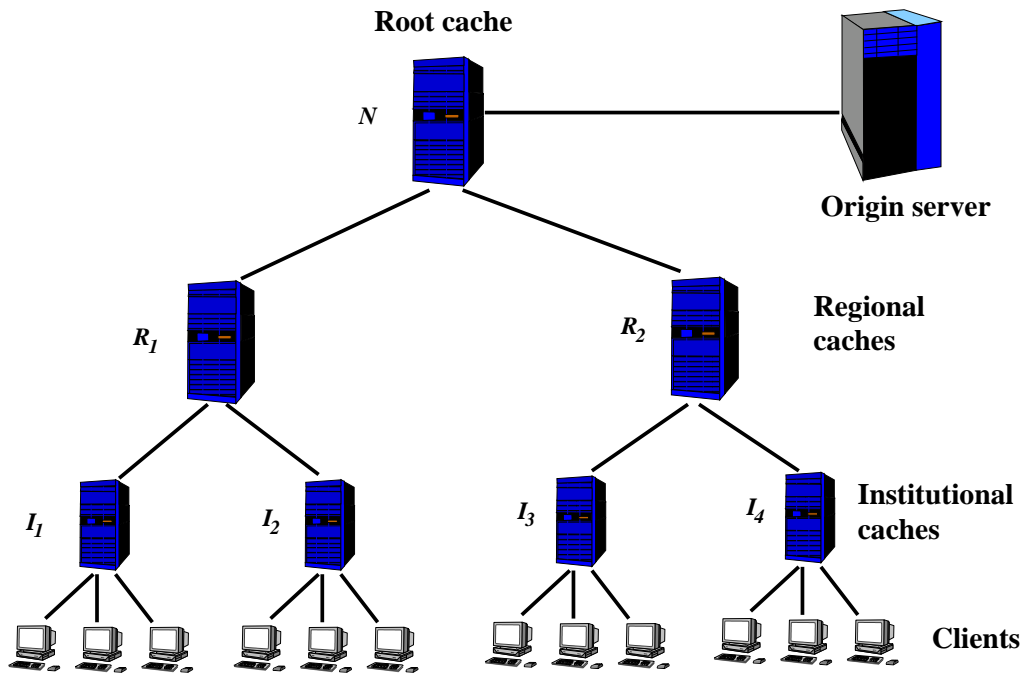 Root cache
N
Origin server
R1
R2
Regional
caches
I1
I2
I3
I4
Institutional
caches
Clients